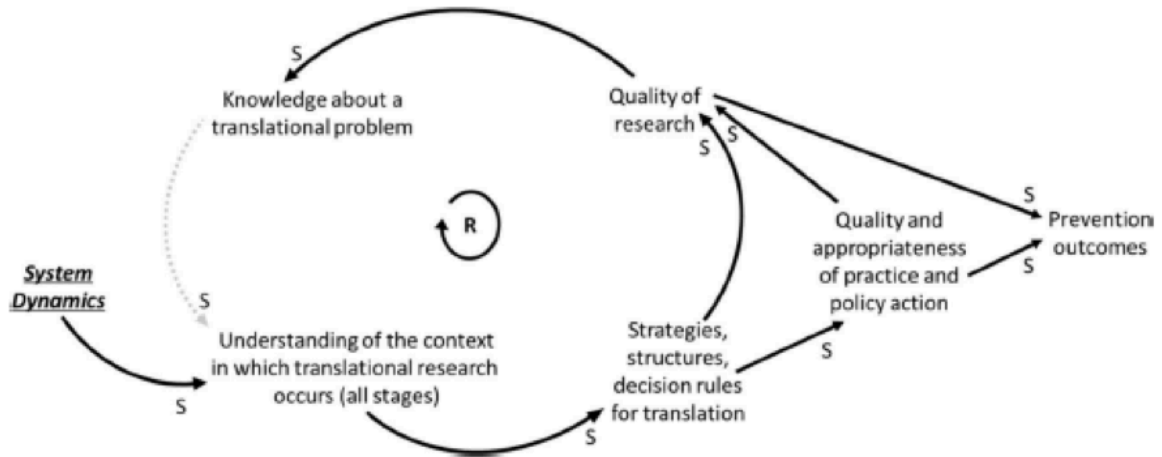 S
Knowledge about a
translational problem
Quality of
research
S
S
S
Prevention
outcomes
S
R
Quality and
appropriateness
of practice and
policy action
System
Dynamics
S
Understanding of the context
in which translational research
occurs (all stages)
S
Strategies,
structures,
decision rules
for translation
S
S